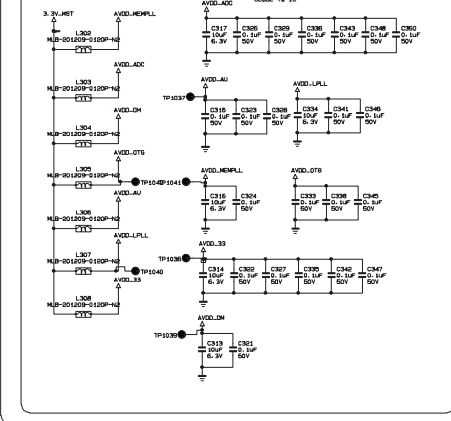 AVDD_ADC
3.3V_MST
AVDD_MEMPLL
L302
MLB-201209-0120P-N2
C317 10uF 6.3V
C325 0.1uF 50V
C329 0.1uF 50V
C336 0.1uF 50V
C343 0.1uF 50V
C348 0.1uF 50V
C350 0.1uF 50V
AVDD_ADC
L303
MLB-201209-0120P-N2
AVDD_AU
AVDD_LPLL
TP1037
C315 0.1uF 50V
C323 0.1uF 50V
C328 0.1uF 50V
C334 10uF 6.3V
C341 0.1uF 50V
C346 0.1uF 50V
AVDD_DM
L304
MLB-201209-0120P-N2
AVDD_OTG
L305
MLB-201209-0120P-N2
TP1041
AVDD_MEMPLL
AVDD_OTG
C316 10uF 6.3V
C324 0.1uF 50V
C333 0.1uF 50V
C338 0.1uF 50V
C345 0.1uF 50V
AVDD_AU
L306
MLB-201209-0120P-N2
AVDD_LPLL
L307
MLB-201209-0120P-N2
TP1040
AVDD_33
TP1036
C314 10uF 6.3V
C322 0.1uF 50V
C327 0.1uF 50V
C335 0.1uF 50V
C342 0.1uF 50V
C347 0.1uF 50V
AVDD_33
L308
MLB-201209-0120P-N2
AVDD_DM
TP1039
C313 10uF 6.3V
C321 0.1uF 50V